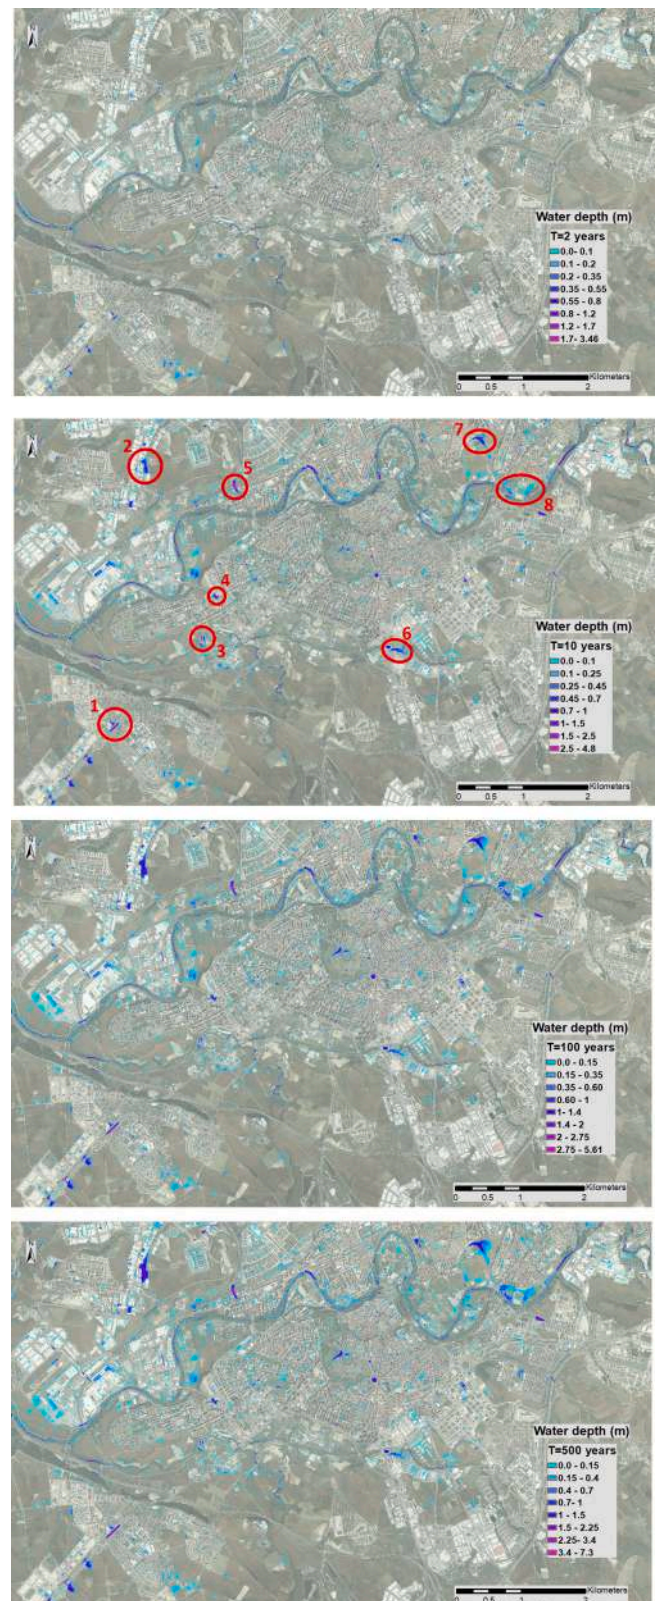 N
Water depth (m)
T=2 years
0.0- 0.1
0.1 - 0.2
0.2 - 0.35
0.35 - 0.55
0.55 - 0.8
0.8 - 1.2
1.2 - 1.7
1.7- 3.46
Kilometers
0 0.5 1 2
N
2
5
7
8
4
3
6
1
Water depth (m)
T=10 years
0.0 - 0.1
0.1 - 0.25
0.25 - 0.45
0.45 - 0.7
0.7 - 1
1- 1.5
1.5 - 2.5
2.5 - 4.8
Kilometers
0 0.5 1 2
N
Water depth (m)
T=100 years
0.0 - 0.15
0.15 - 0.35
0.35 - 0.60
0.60 - 1
1- 1.4
1.4 - 2
2 - 2.75
2.75 - 5.61
Kilometers
0 0.5 1 2
N
Water depth (m)
T=500 years
0.0 - 0.15
0.15 - 0.4
0.4 - 0.7
0.7- 1
1 - 1.5
1.5 - 2.25
2.25- 3.4
3.4 - 7.3
Kilometers
0 0.5 1 2